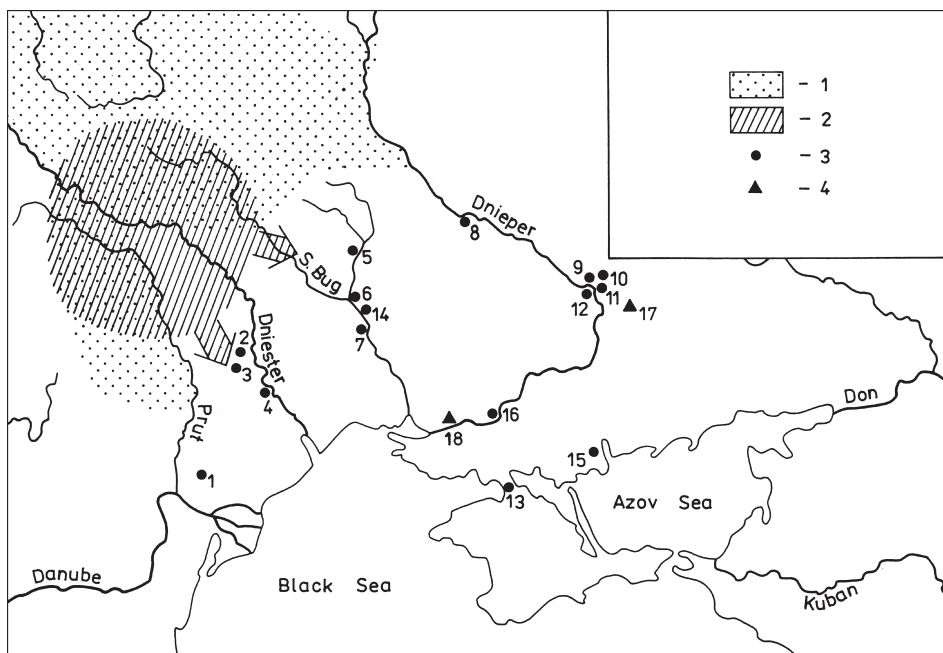 - 1
- 2
- 3
- 4
Dnieper
8
5
9
10
S. Bug
11
6
12
14
17
7
Dniester
2
3
4
Don
Prut
16
18
15
1
13
Azov Sea
Danube
Black Sea
Kuban